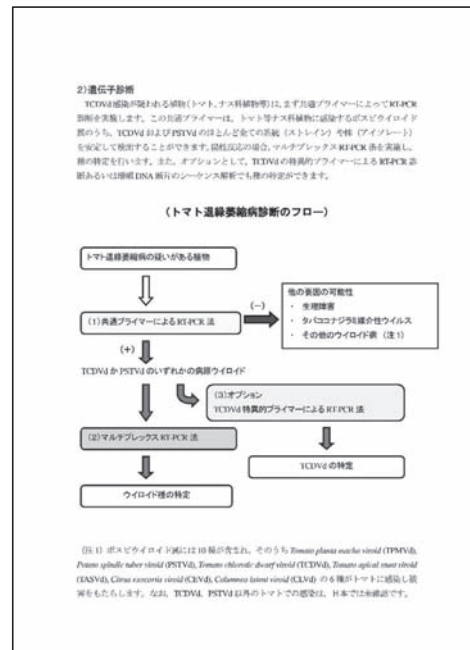 2)遺伝子診断
TCDVd感染が疑われる植物(トマト、ナス科植物等)は、まず共通プライマーによってRT-PCR
診断を実施します。この共通プライマーは、トマト等ナス科植物に感染するポスピウイロイド
属のうち、TCDVdおよびPSTVdのほとんど全ての系統(ストレイン)や株(アイソレート)
を安定して検出することができます。陽性反応の場合、マルチプレックスRT-PCR法を実施し、
種の特定を行います。また、オプションとして、TCDVdの特異的プライマーによるRT-PCR診
断あるいは増幅DNA断片のシーケンス解析でも種の特定ができます。
(トマト退緑萎縮病診断のフロー)
トマト退緑萎縮病の疑いがある植物
(1)共通プライマーによるRT-PCR法
(-)
他の要因の可能性
・ 生理障害
・ タバココナジラミ媒介性ウイルス
・ その他のウイロイド病(注1)
(+)
TCDVdかPSTVdのいずれかの病原ウイロイド
(3)オプション
TCDVd特異的プライマーによるRT-PCR法
(2)マルチプレックスRT-PCR法
TCDVdの特定
ウイロイド種の特定
(注1)ポスピウイロイド属には10種が含まれ、そのうちTomato planta macho viroid (TPMVd),
Potato spindle tuber viroid (PSTVd), Tomato chlorotic dwarf viroid (TCDVd), Tomato apical stunt viroid
(TASVd), Citrus exocortis viroid (CEVd), Columnea latent viroid (CLVd) の6種がトマトに感染し被
害をもたらします。なお、TCDVd、PSTVd以外のトマトでの感染は、日本では未確認です。